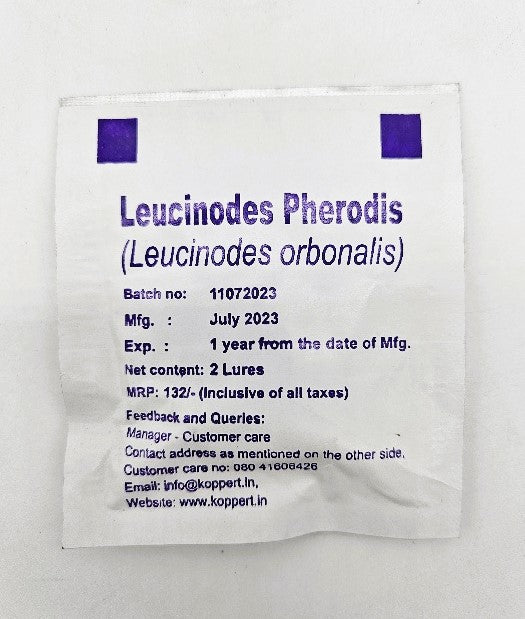 Leucinodes Pherodis
(Leucinodes orbonalis)
Batch no: 11072023
Mfg. : July 2023
Exp. : 1 year from the date of Mfg.
Net content: 2 Lures
MRP: 132/- (Inclusive of all taxes)
Feedback and Queries:
Manager - Customer care
Contact address as mentioned on the other side.
Customer care no: 080 41606426
Email: info@koppert.in,
Website: www.koppert.in